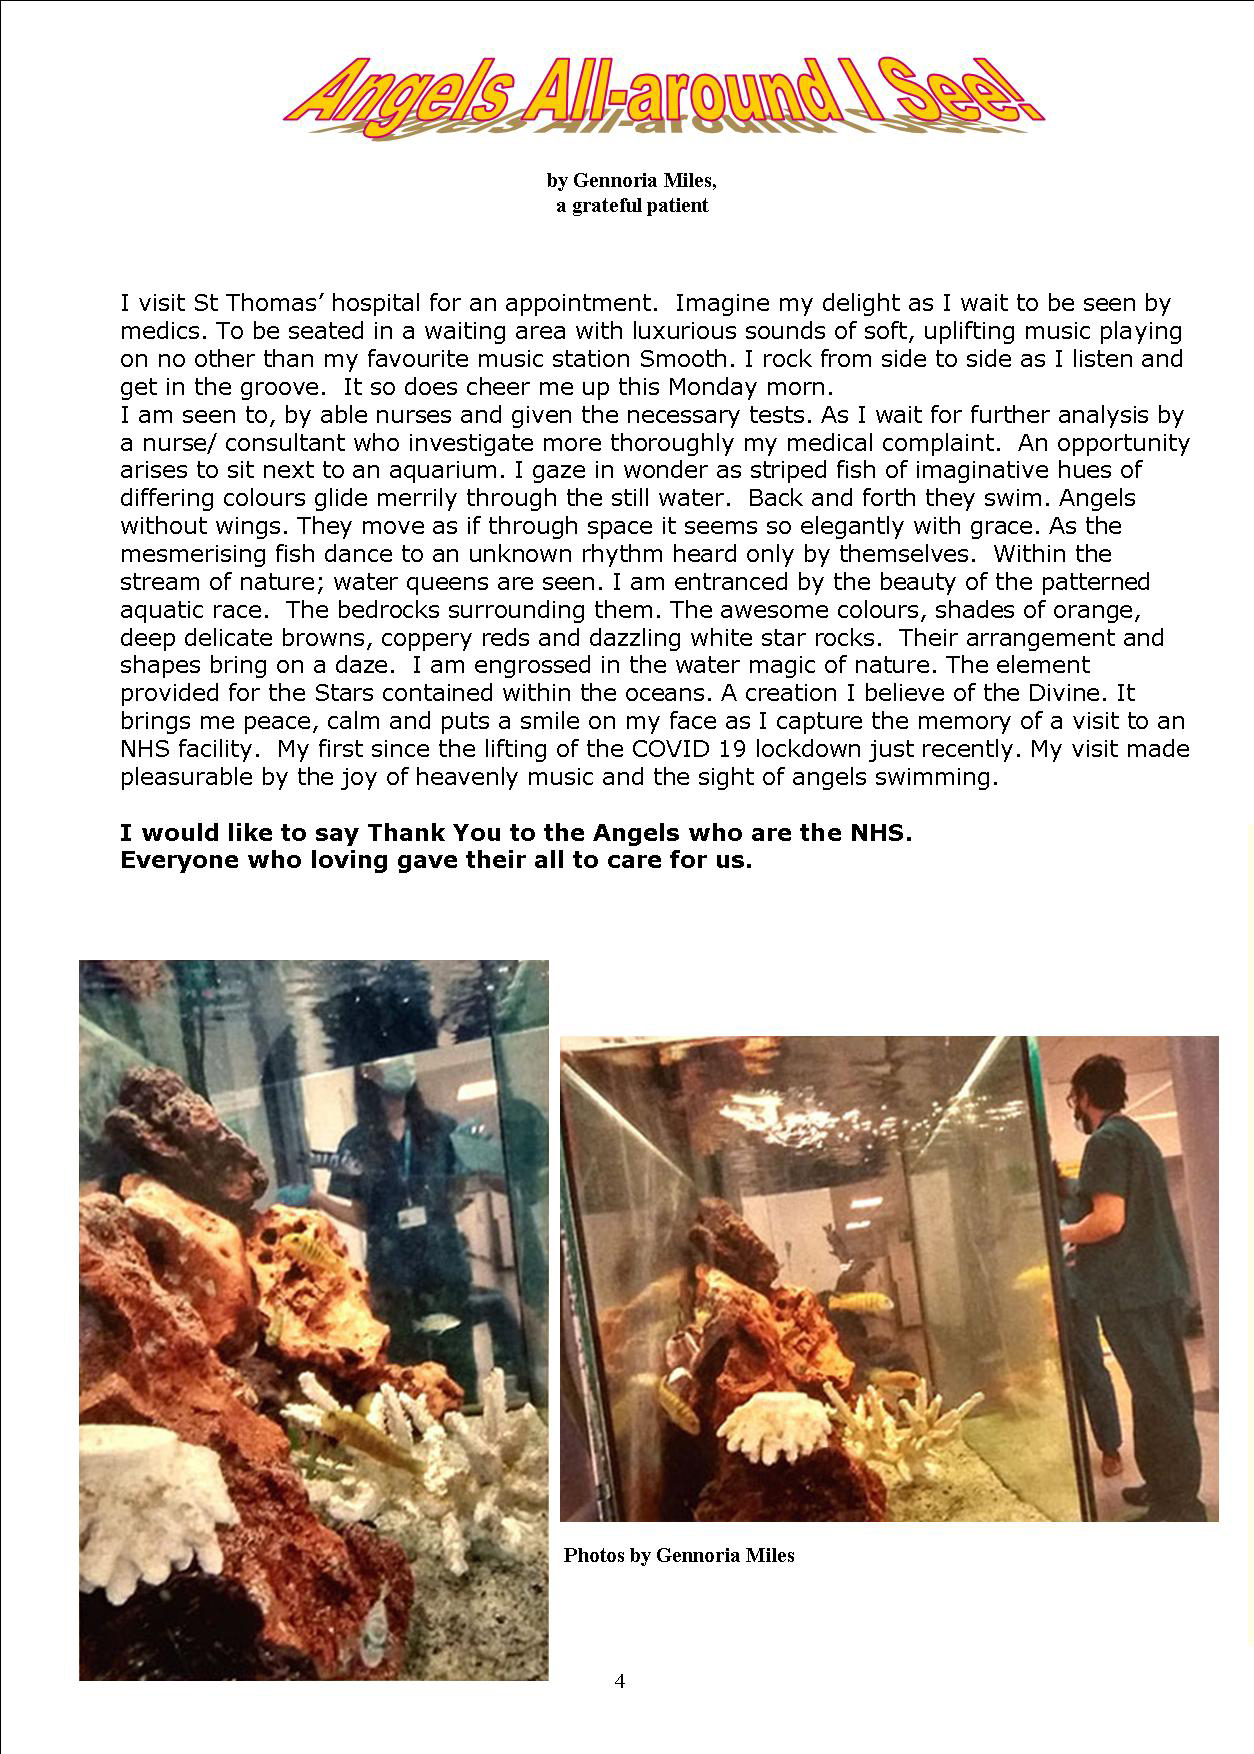 Angels All-around I See!
by Gennoria Miles,
a grateful patient
I visit St Thomas’ hospital for an appointment.  Imagine my delight as I wait to be seen by
medics. To be seated in a waiting area with luxurious sounds of soft, uplifting music playing
on no other than my favourite music station Smooth. I rock from side to side as I listen and
get in the groove.  It so does cheer me up this Monday morn.
I am seen to, by able nurses and given the necessary tests. As I wait for further analysis by
a nurse/ consultant who investigate more thoroughly my medical complaint.  An opportunity
arises to sit next to an aquarium. I gaze in wonder as striped fish of imaginative hues of
differing colours glide merrily through the still water.  Back and forth they swim. Angels
without wings. They move as if through space it seems so elegantly with grace. As the
mesmerising fish dance to an unknown rhythm heard only by themselves.  Within the
stream of nature; water queens are seen. I am entranced by the beauty of the patterned
aquatic race.  The bedrocks surrounding them. The awesome colours, shades of orange,
deep delicate browns, coppery reds and dazzling white star rocks.  Their arrangement and
shapes bring on a daze.  I am engrossed in the water magic of nature. The element
provided for the Stars contained within the oceans. A creation I believe of the Divine. It
brings me peace, calm and puts a smile on my face as I capture the memory of a visit to an
NHS facility.  My first since the lifting of the COVID 19 lockdown just recently. My visit made
pleasurable by the joy of heavenly music and the sight of angels swimming.
I would like to say Thank You to the Angels who are the NHS.
Everyone who loving gave their all to care for us.
Photos by Gennoria Miles
4